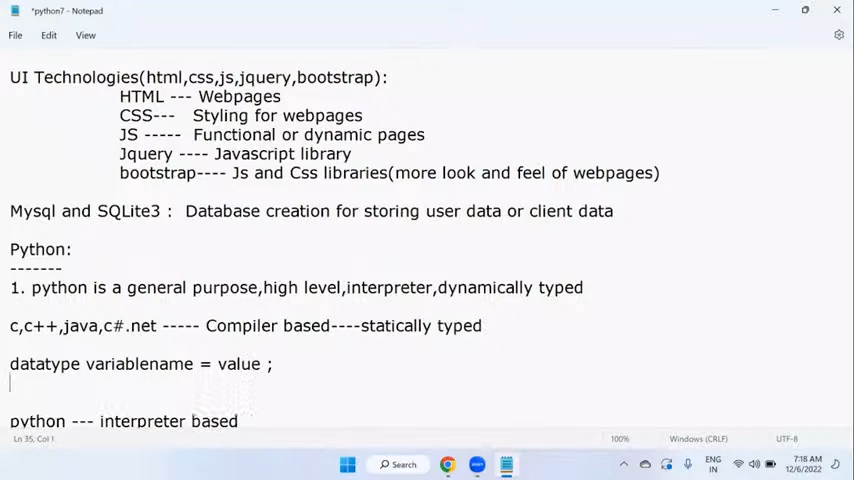 *python7 - Notepad
File Edit View
UI Technologies(html,css,js,jquery,bootstrap):
HTML --- Webpages
CSS--- Styling for webpages
JS ----- Functional or dynamic pages
Jquery ---- Javascript library
bootstrap---- Js and Css libraries(more look and feel of webpages)
Mysql and SQLite3 : Database creation for storing user data or client data
Python:
-------
1. python is a general purpose,high level,interpreter,dynamically typed
c,c++,java,c#.net ----- Compiler based----statically typed
datatype variablename = value ;
python --- interpreter based
Ln 35, Col 1 100% Windows (CRLF) UTF-8
Search ENG IN 7:18 AM 12/6/2022